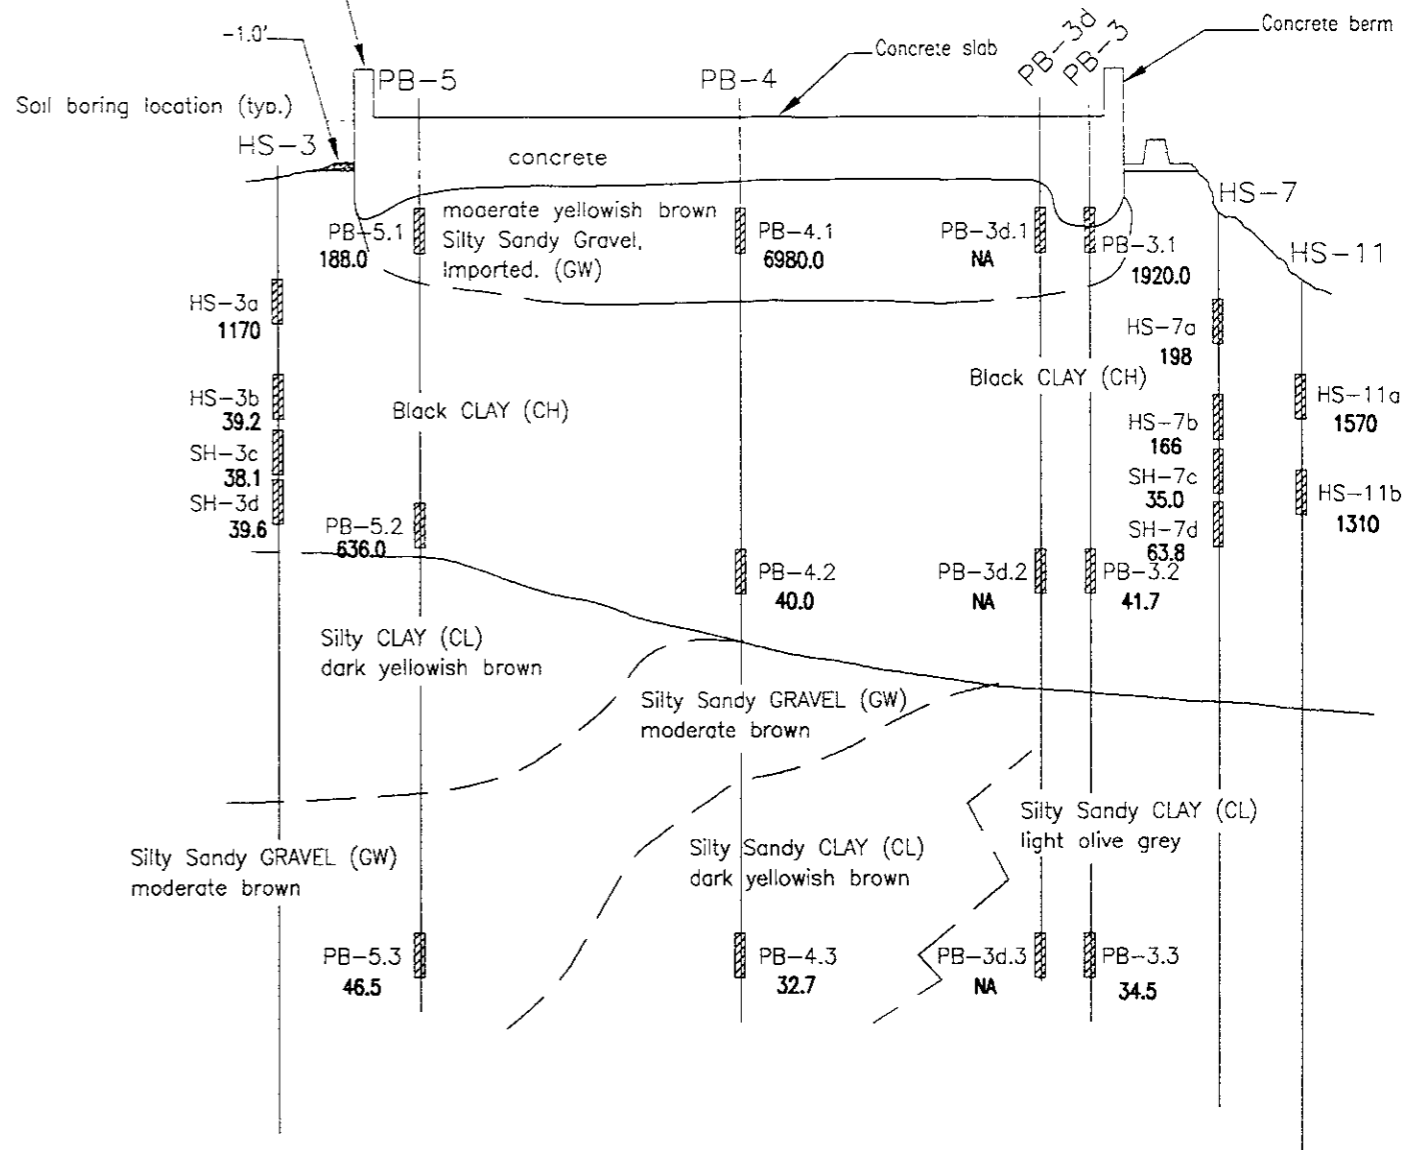 -1.0'
Soil boring location (typ.)
HS-3
PB-5
PB-4
Concrete slab
PB-3d
PB-3
Concrete berm
concrete
HS-7
HS-11
moderate yellowish brown
Silty Sandy Gravel,
Imported. (GW)
PB-5.1
188.0
PB-4.1
6980.0
PB-3d.1
NA
PB-3.1
1920.0
HS-3a
1170
HS-7a
198
HS-3b
39.2
Black CLAY (CH)
Black CLAY (CH)
HS-7b
166
HS-11a
1570
SH-3c
38.1
SH-7c
35.0
SH-3d
39.6
PB-5.2
636.0
SH-7d
63.8
HS-11b
1310
PB-4.2
40.0
PB-3d.2
NA
PB-3.2
41.7
Silty CLAY (CL)
dark yellowish brown
Silty Sandy GRAVEL (GW)
moderate brown
Silty Sandy GRAVEL (GW)
moderate brown
Silty Sandy CLAY (CL)
dark yellowish brown
Silty Sandy CLAY (CL)
light olive grey
PB-5.3
46.5
PB-4.3
32.7
PB-3d.3
NA
PB-3.3
34.5